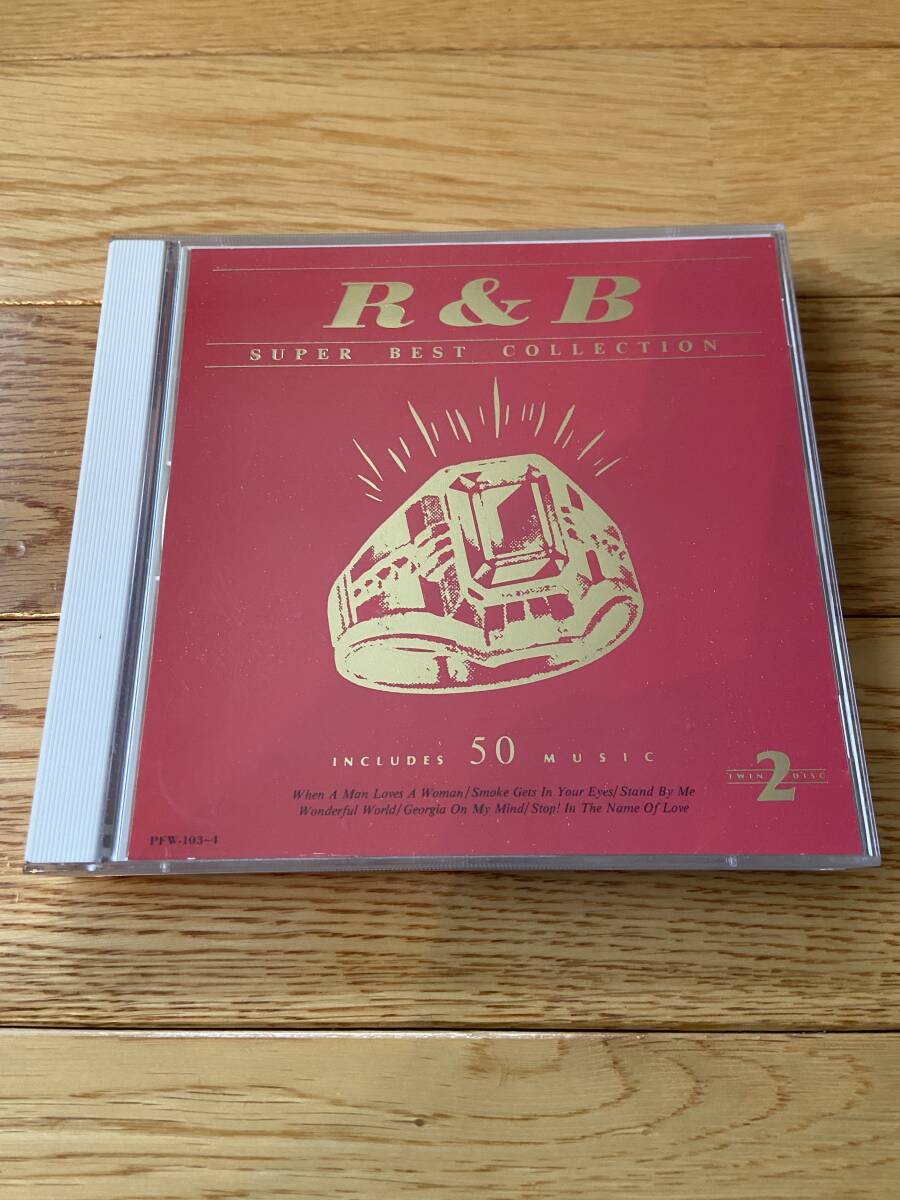 R & B
SUPER BEST COLLECTION
INCLUDES 50 MUSIC
TWIN 2 DISC
When A Man Loves A Woman/Smoke Gets In Your Eyes/Stand By Me
Wonderful World/Georgia On My Mind/Stop! In The Name Of Love
PFW-103~4